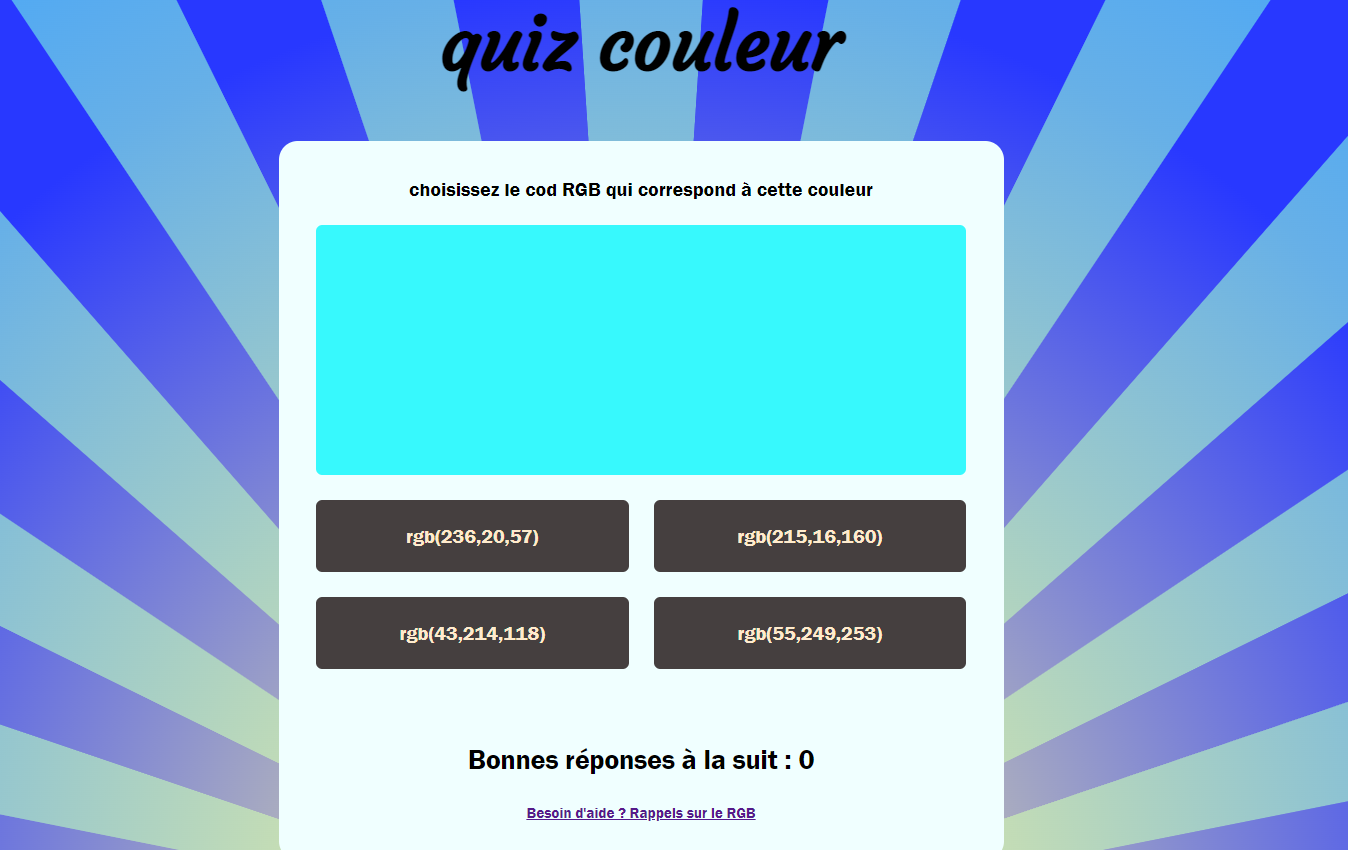 quiz couleur
choisissez le cod RGB qui correspond à cette couleur
rgb(236,20,57)
rgb(215,16,160)
rgb(43,214,118)
rgb(55,249,253)
Bonnes réponses à la suit : 0
Besoin d'aide ? Rappels sur le RGB